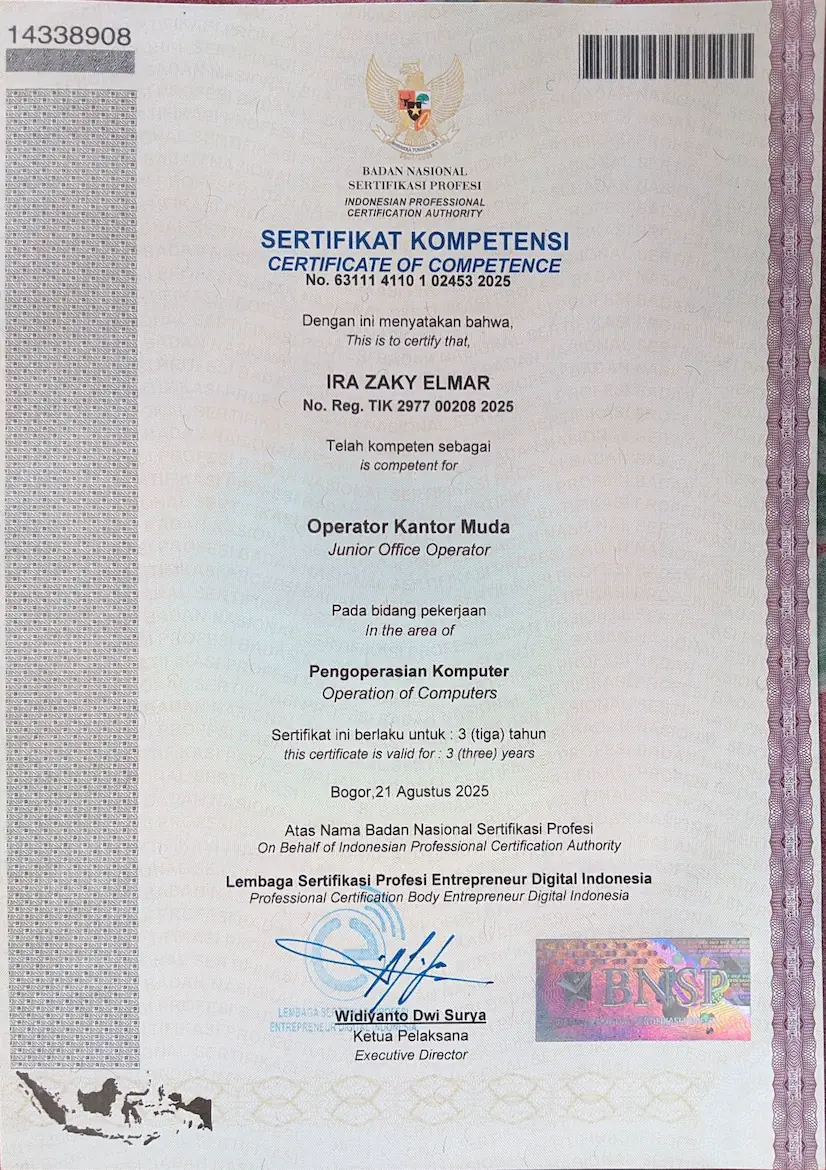 14338908
BADAN NASIONAL
SERTIFIKASI PROFESI
INDONESIAN PROFESSIONAL
CERTIFICATION AUTHORITY
SERTIFIKAT KOMPETENSI
CERTIFICATE OF COMPETENCE
No. 63111 4110 1 02453 2025
Dengan ini menyatakan bahwa,
This is to certify that,
IRA ZAKY ELMAR
No. Reg. TIK 2977 00208 2025
Telah kompeten sebagai
is competent for
Operator Kantor Muda
Junior Office Operator
Pada bidang pekerjaan
In the area of
Pengoperasian Komputer
Operation of Computers
Sertifikat ini berlaku untuk : 3 (tiga) tahun
this certificate is valid for : 3 (three) years
Bogor,21 Agustus 2025
Atas Nama Badan Nasional Sertifikasi Profesi
On Behalf of Indonesian Professional Certification Authority
Lembaga Sertifikasi Profesi Entrepreneur Digital Indonesia
Professional Certification Body Entrepreneur Digital Indonesia
BNSP
LEMBAGA
ENTREPRENEUR DIGITAL INDONESIA
Widiyanto Dwi Surya
Ketua Pelaksana
Executive Director